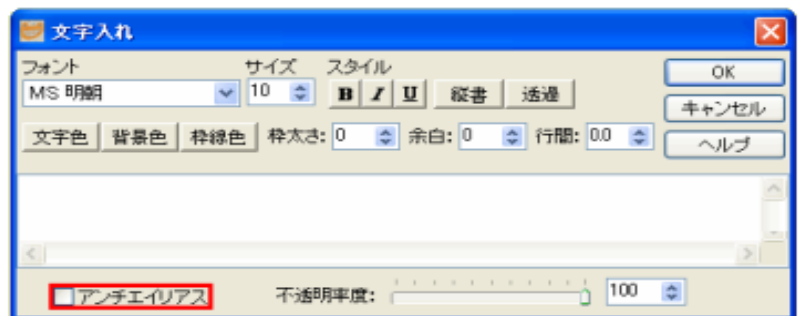 文字入れ
フォント サイズ スタイル
MS 明朝 10 B I U 縦書 透過 OK
キャンセル
文字色 背景色 枠線色 枠太さ: 0 余白: 0 行間: 0.0 ヘルプ
アンチエイリアス 不透明率度: 100